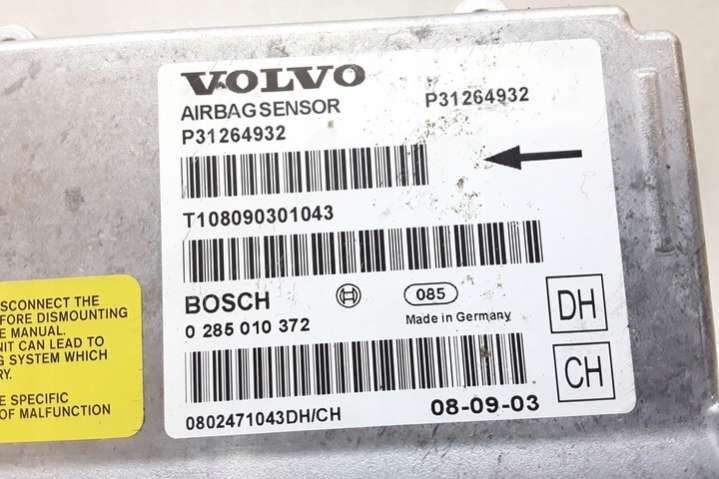 VOLVO
AIRBAG SENSOR P31264932
P31264932
T108090301043
BOSCH 085
0 285 010 372 Made in Germany
DH
CH
0802471043DH/CH 08-09-03
SCONNECT THE
FORE DISMOUNTING
E MANUAL.
NIT CAN LEAD TO
G SYSTEM WHICH
RY.
E SPECIFIC
OF MALFUNCTION